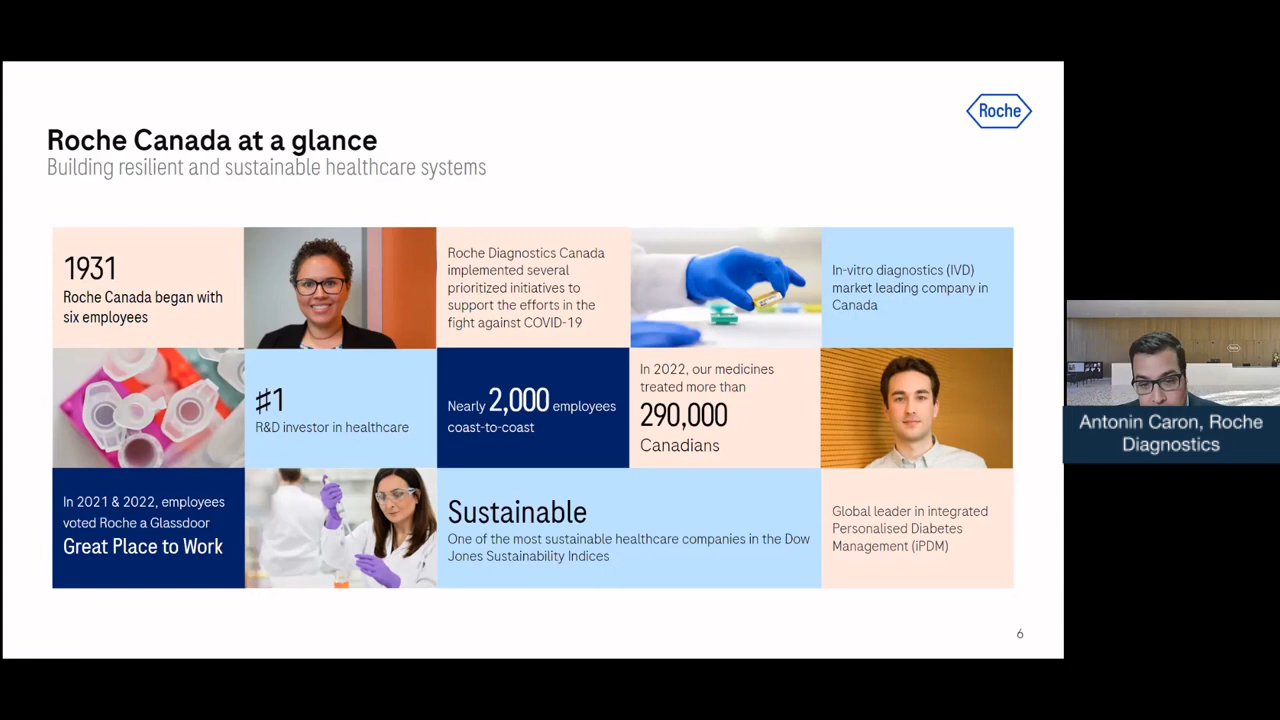 Roche
Roche Canada at a glance
Building resilient and sustainable healthcare systems
1931
Roche Canada began with
six employees
Roche Diagnostics Canada
implemented several
prioritized initiatives to
support the efforts in the
fight against COVID-19
In-vitro diagnostics (IVD)
market leading company in
Canada
#1
R&D investor in healthcare
Nearly 2,000 employees
coast-to-coast
In 2022, our medicines
treated more than
290,000
Canadians
In 2021 & 2022, employees
voted Roche a Glassdoor
Great Place to Work
Sustainable
One of the most sustainable healthcare companies in the Dow
Jones Sustainability Indices
Global leader in integrated
Personalised Diabetes
Management (iPDM)
6
Roche
Antonin Caron, Roche
Diagnostics